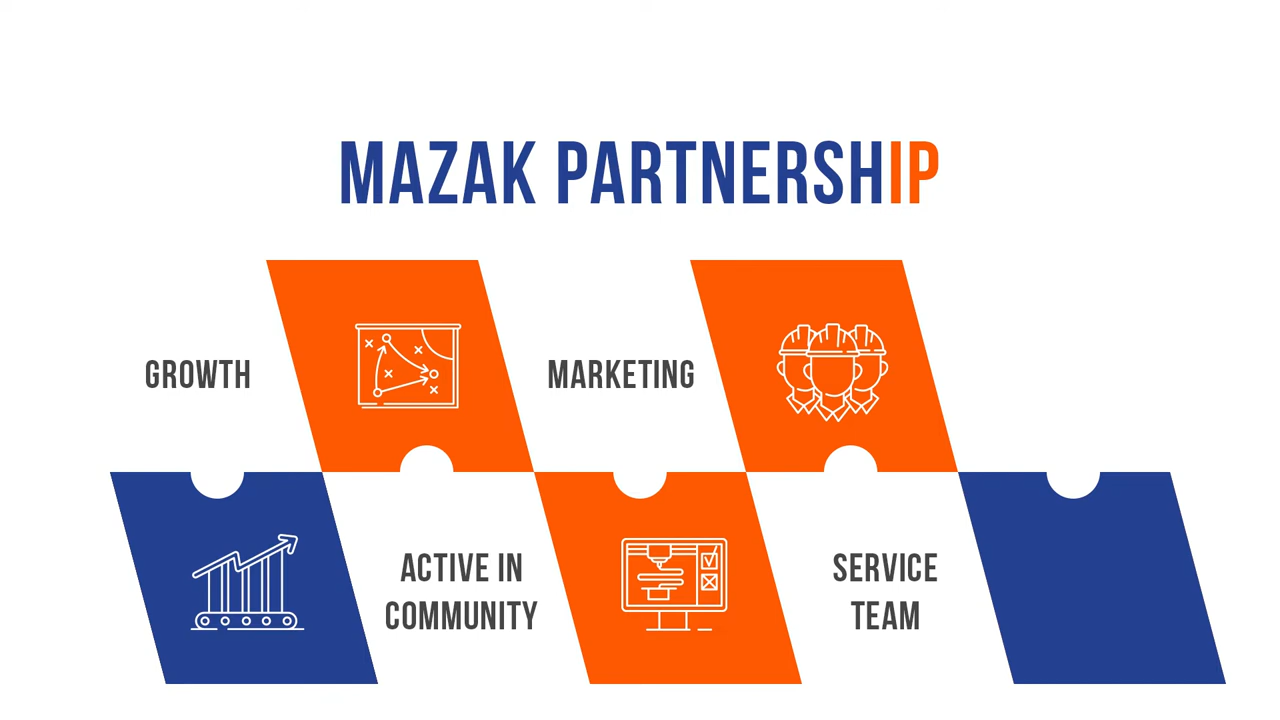 MAZAK PARTNERSHIP
GROWTH
MARKETING
ACTIVE IN
COMMUNITY
SERVICE
TEAM